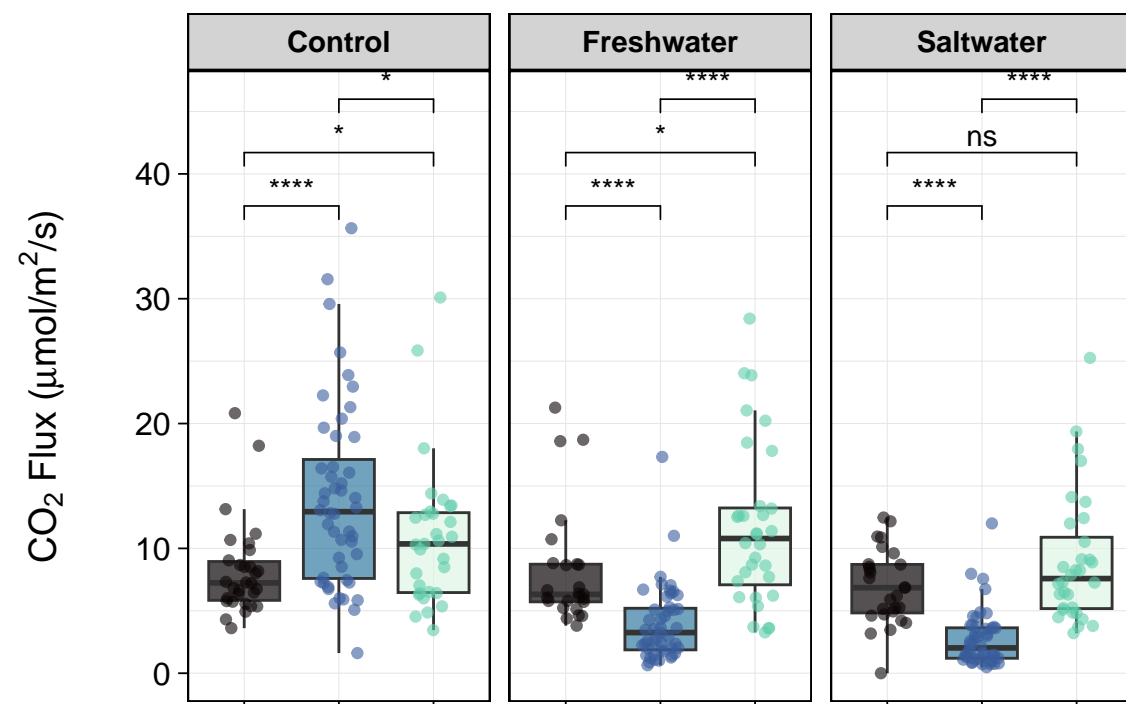 Control Freshwater Saltwater
* **** ****
* * ns
**** **** ****
40
30
20
10
0
CO₂ Flux (μmol/m²/s)